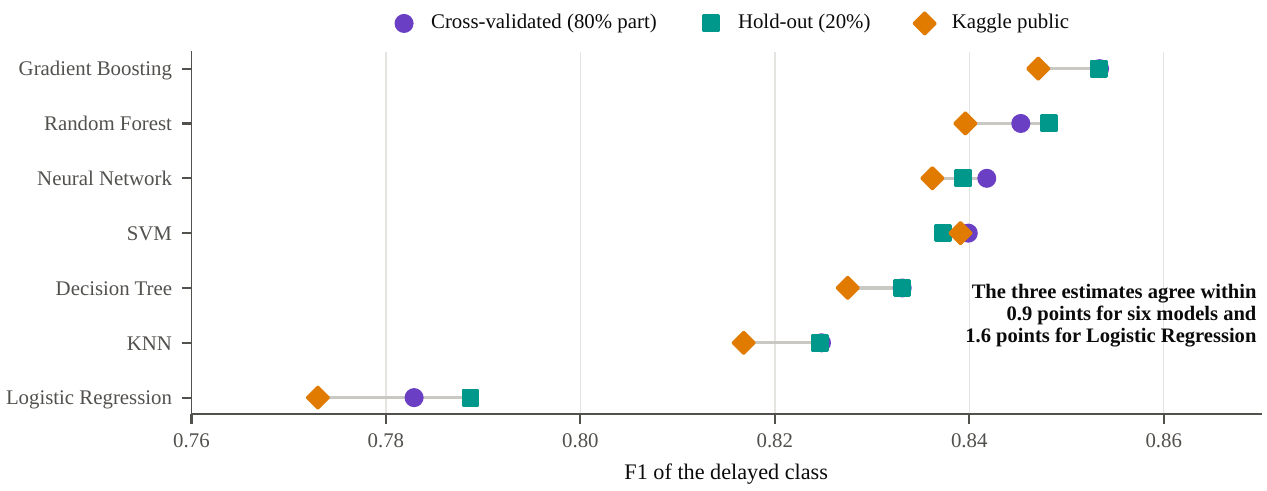 Cross-validated (80% part) Hold-out (20%) Kaggle public
Gradient Boosting
Random Forest
Neural Network
SVM
Decision Tree
KNN
Logistic Regression
The three estimates agree within
0.9 points for six models and
1.6 points for Logistic Regression
0.76 0.78 0.80 0.82 0.84 0.86
F1 of the delayed class